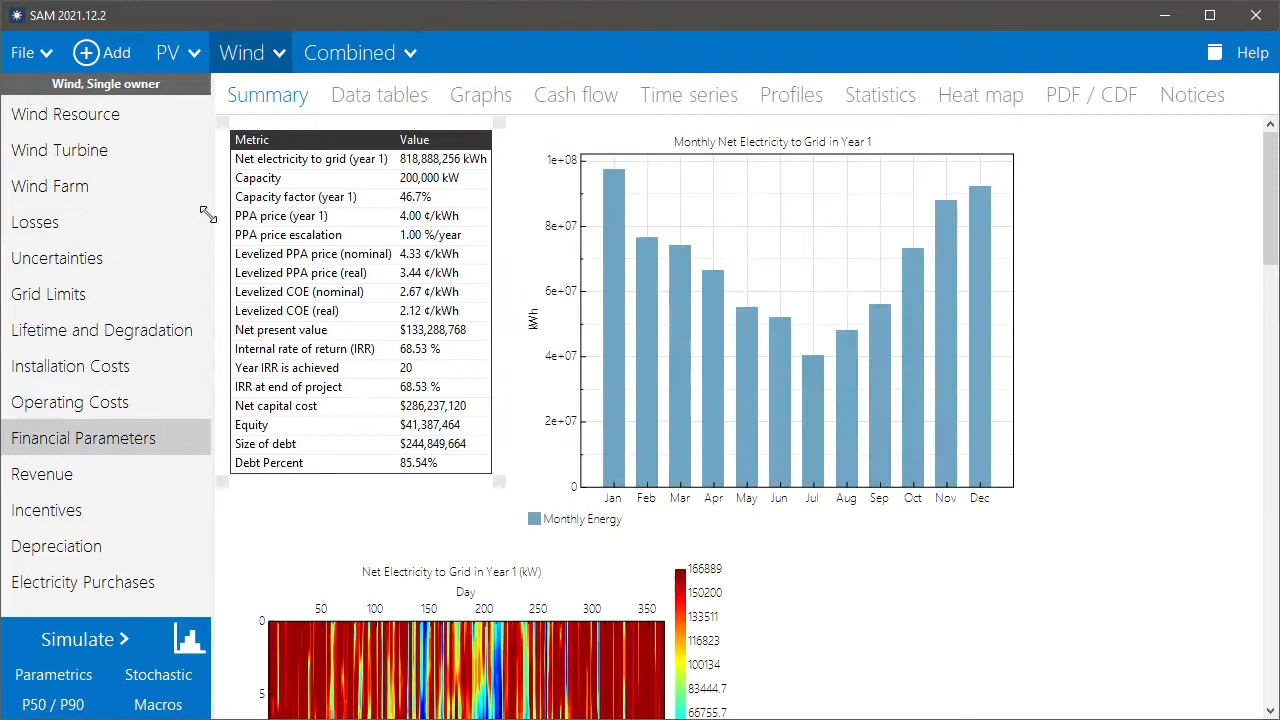 SAM 2021.12.2
File Add PV Wind Combined Help
Wind, Single owner
Wind Resource
Wind Turbine
Wind Farm
Losses
Uncertainties
Grid Limits
Lifetime and Degradation
Installation Costs
Operating Costs
Financial Parameters
Revenue
Incentives
Depreciation
Electricity Purchases
Simulate
Parametrics Stochastic
P50 / P90 Macros
Summary Data tables Graphs Cash flow Time series Profiles Statistics Heat map PDF / CDF Notices
Metric Value
Net electricity to grid (year 1) 818,888,256 kWh
Capacity 200,000 kW
Capacity factor (year 1) 46.7%
PPA price (year 1) 4.00 ¢/kWh
PPA price escalation 1.00 %/year
Levelized PPA price (nominal) 4.33 ¢/kWh
Levelized PPA price (real) 3.44 ¢/kWh
Levelized COE (nominal) 2.67 ¢/kWh
Levelized COE (real) 2.12 ¢/kWh
Net present value $133,288,768
Internal rate of return (IRR) 68.53 %
Year IRR is achieved 20
IRR at end of project 68.53 %
Net capital cost $286,237,120
Equity $41,387,464
Size of debt $244,849,664
Debt Percent 85.54%
Monthly Net Electricity to Grid in Year 1
1e+08
8e+07
6e+07
kWh
4e+07
2e+07
0
Jan Feb Mar Apr May Jun Jul Aug Sep Oct Nov Dec
Monthly Energy
Net Electricity to Grid in Year 1 (kW)
Day
50 100 150 200 250 300 350
0
5
166889
150200
133511
116823
100134
83444.7
66755.7